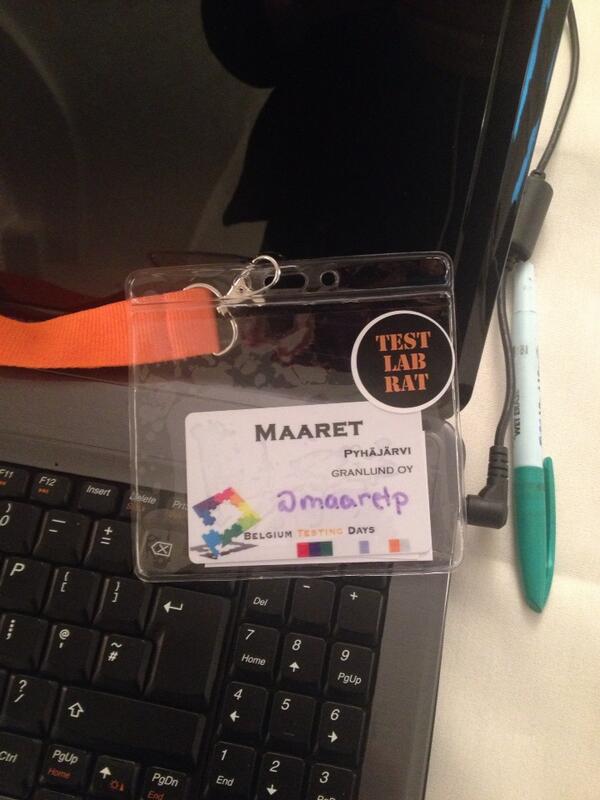 TEST
LAB
RAT
MAARET
PYHÄJÄRVI
GRANLUND OY
@maaretp
BELGIUM TESTING DAYS
F11
F12
Insert
Delete
0
_
-
+
=
P
{
[
}
]
Del
-
+
:
;
@
'
~
#
7
Home
8
9
PgUp
?
/
4
5
6
Ctrl
PgUp
Home
PgDn
End
1
End
2
3